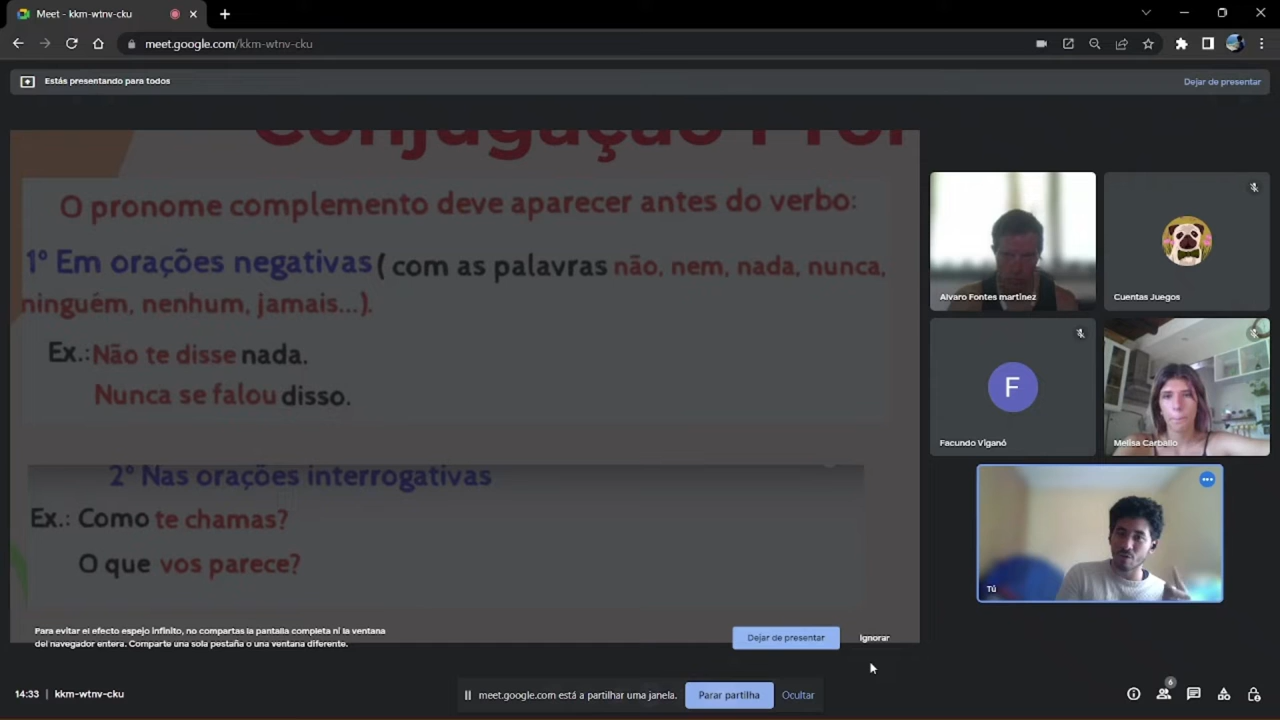 Meet - kkm-wtnv-cku
meet.google.com/kkm-wtnv-cku
Estás presentando para todos
Dejar de presentar
Conjugação
O pronome complemento deve aparecer antes do verbo:
1º Em orações negativas ( com as palavras não, nem, nada, nunca,
ninguém, nenhum, jamais...).
Ex.: Não te disse nada.
Nunca se falou disso.
2º Nas orações interrogativas
Ex.: Como te chamas?
O que vos parece?
Alvaro Fontes martinez
Cuentas Juegos
F
Facundo Viganó
Melisa Carballo
Tú
Para evitar el efecto espejo infinito, no compartas la pantalla completa ni la ventana
del navegador entera. Comparte una sola pestaña o una ventana diferente.
Dejar de presentar
Ignorar
14:33 | kkm-wtnv-cku
meet.google.com está a partilhar uma janela.
Parar partilha
Ocultar
6